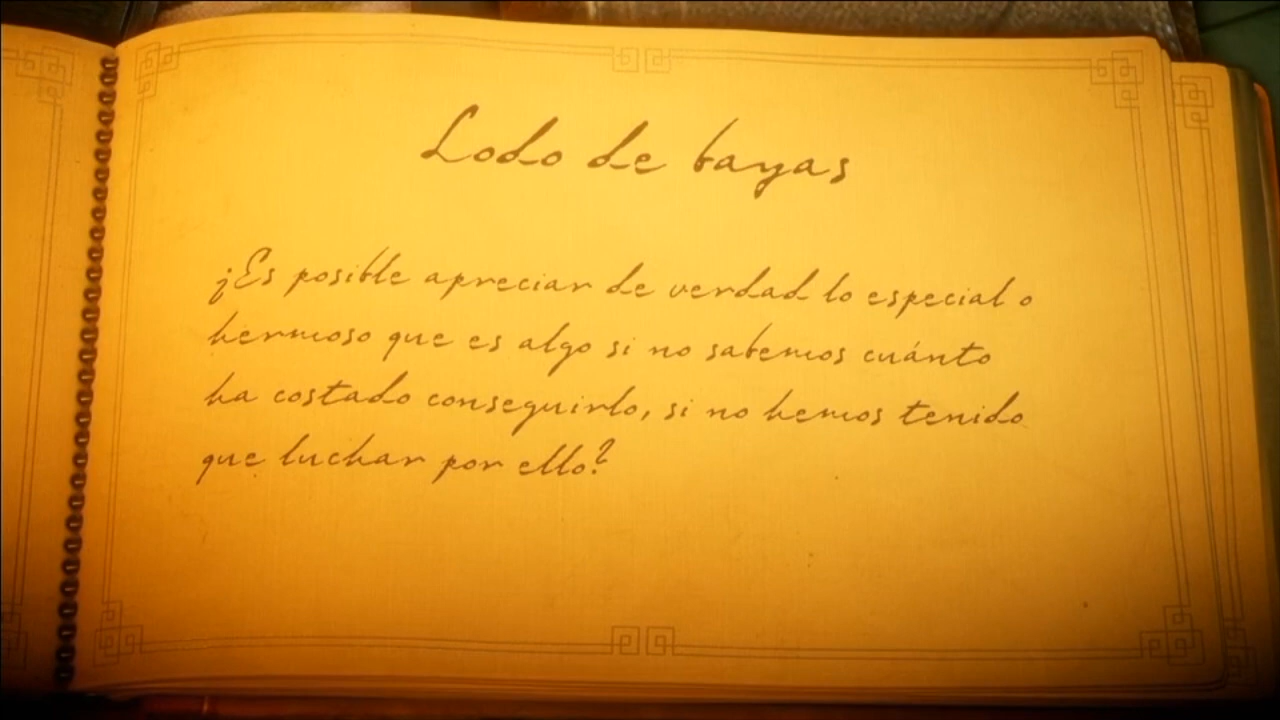 Lodo de bayas
¿Es posible apreciar de verdad lo especial o
hermoso que es algo si no sabemos cuánto
ha costado conseguirlo, si no hemos tenido
que luchar por ello?